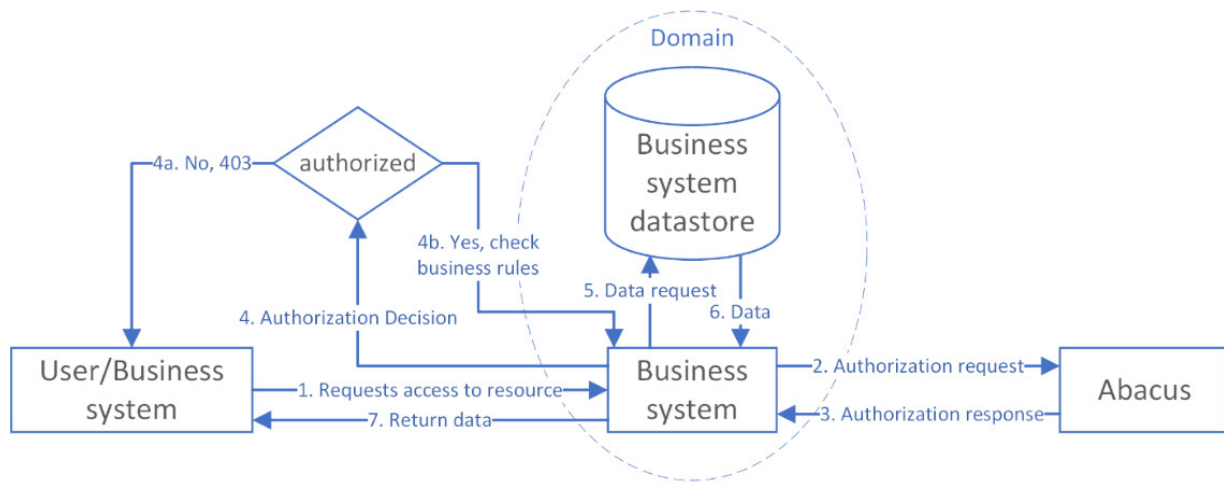 Domain
Business
system
datastore
4a. No, 403
authorized
4b. Yes, check
business rules
5. Data request
6. Data
4. Authorization Decision
User/Business
system
1. Requests access to resource
7. Return data
Business
system
2. Authorization request
3. Authorization response
Abacus